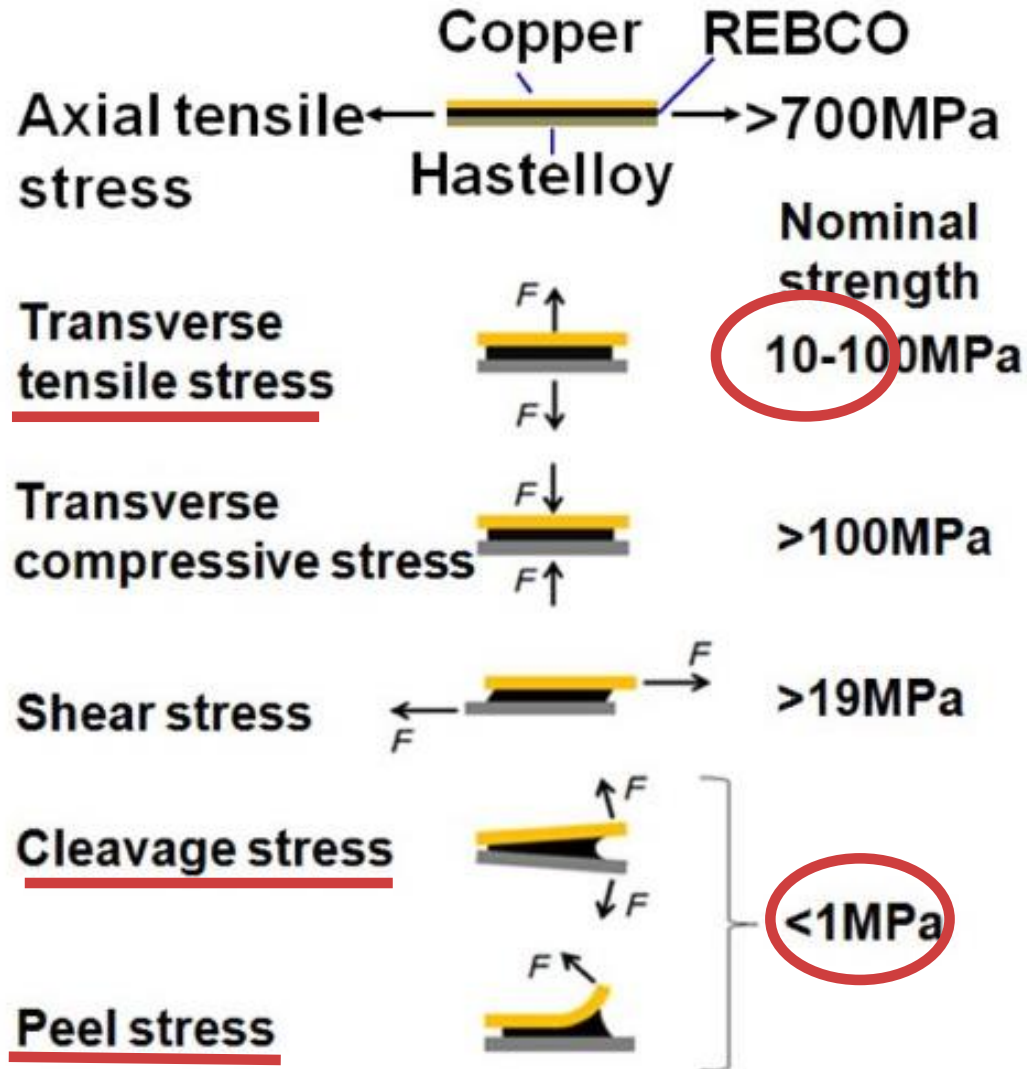 Copper REBCO
Axial tensile >700MPa
stress Hastelloy
Nominal
strength
Transverse F
tensile stress 10-100MPa
F
Transverse F
compressive stress >100MPa
F
F
Shear stress >19MPa
F
F
Cleavage stress
F <1MPa
F
Peel stress